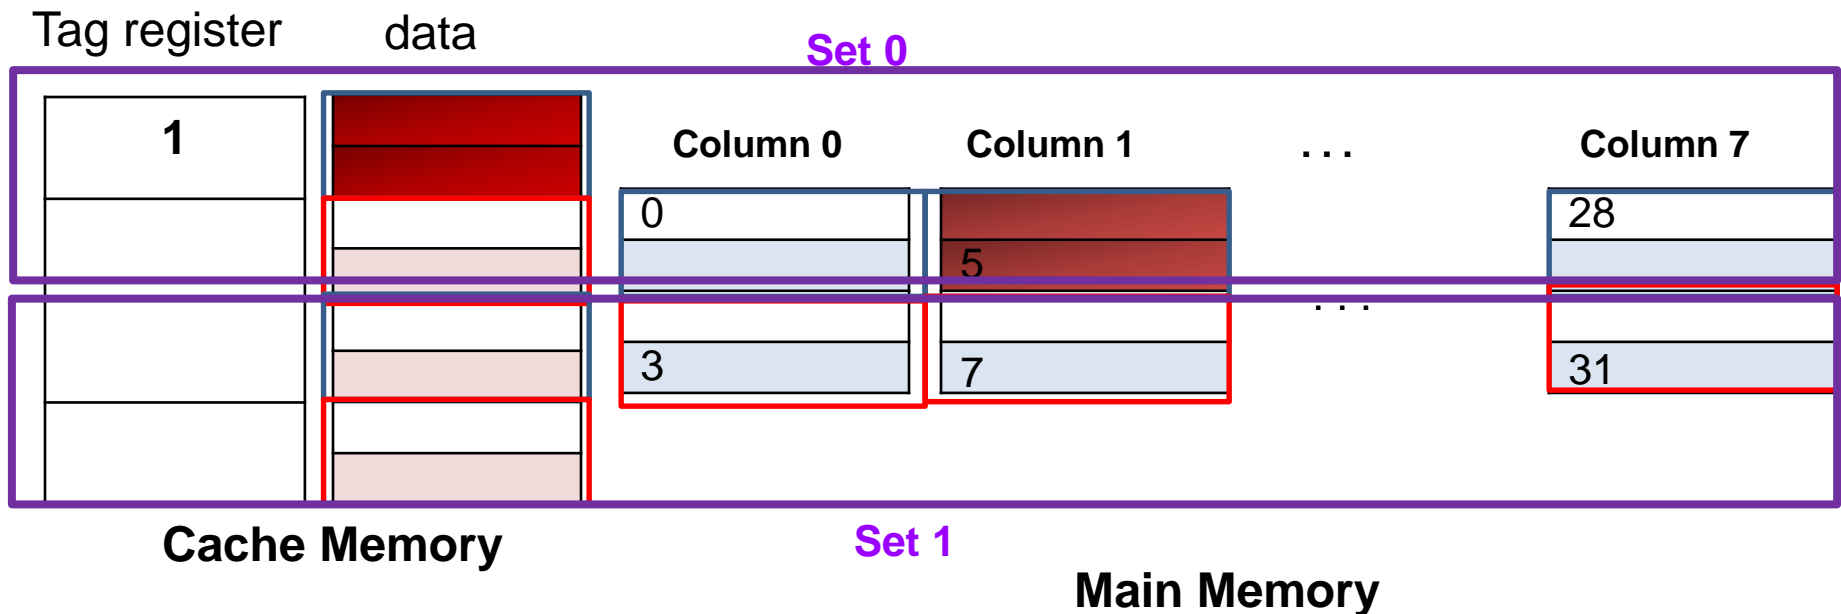 Tag register data
Set 0
1
Column 0 Column 1 . . . Column 7
0 28
5
. . .
3 7 31
Cache Memory Set 1
Main Memory